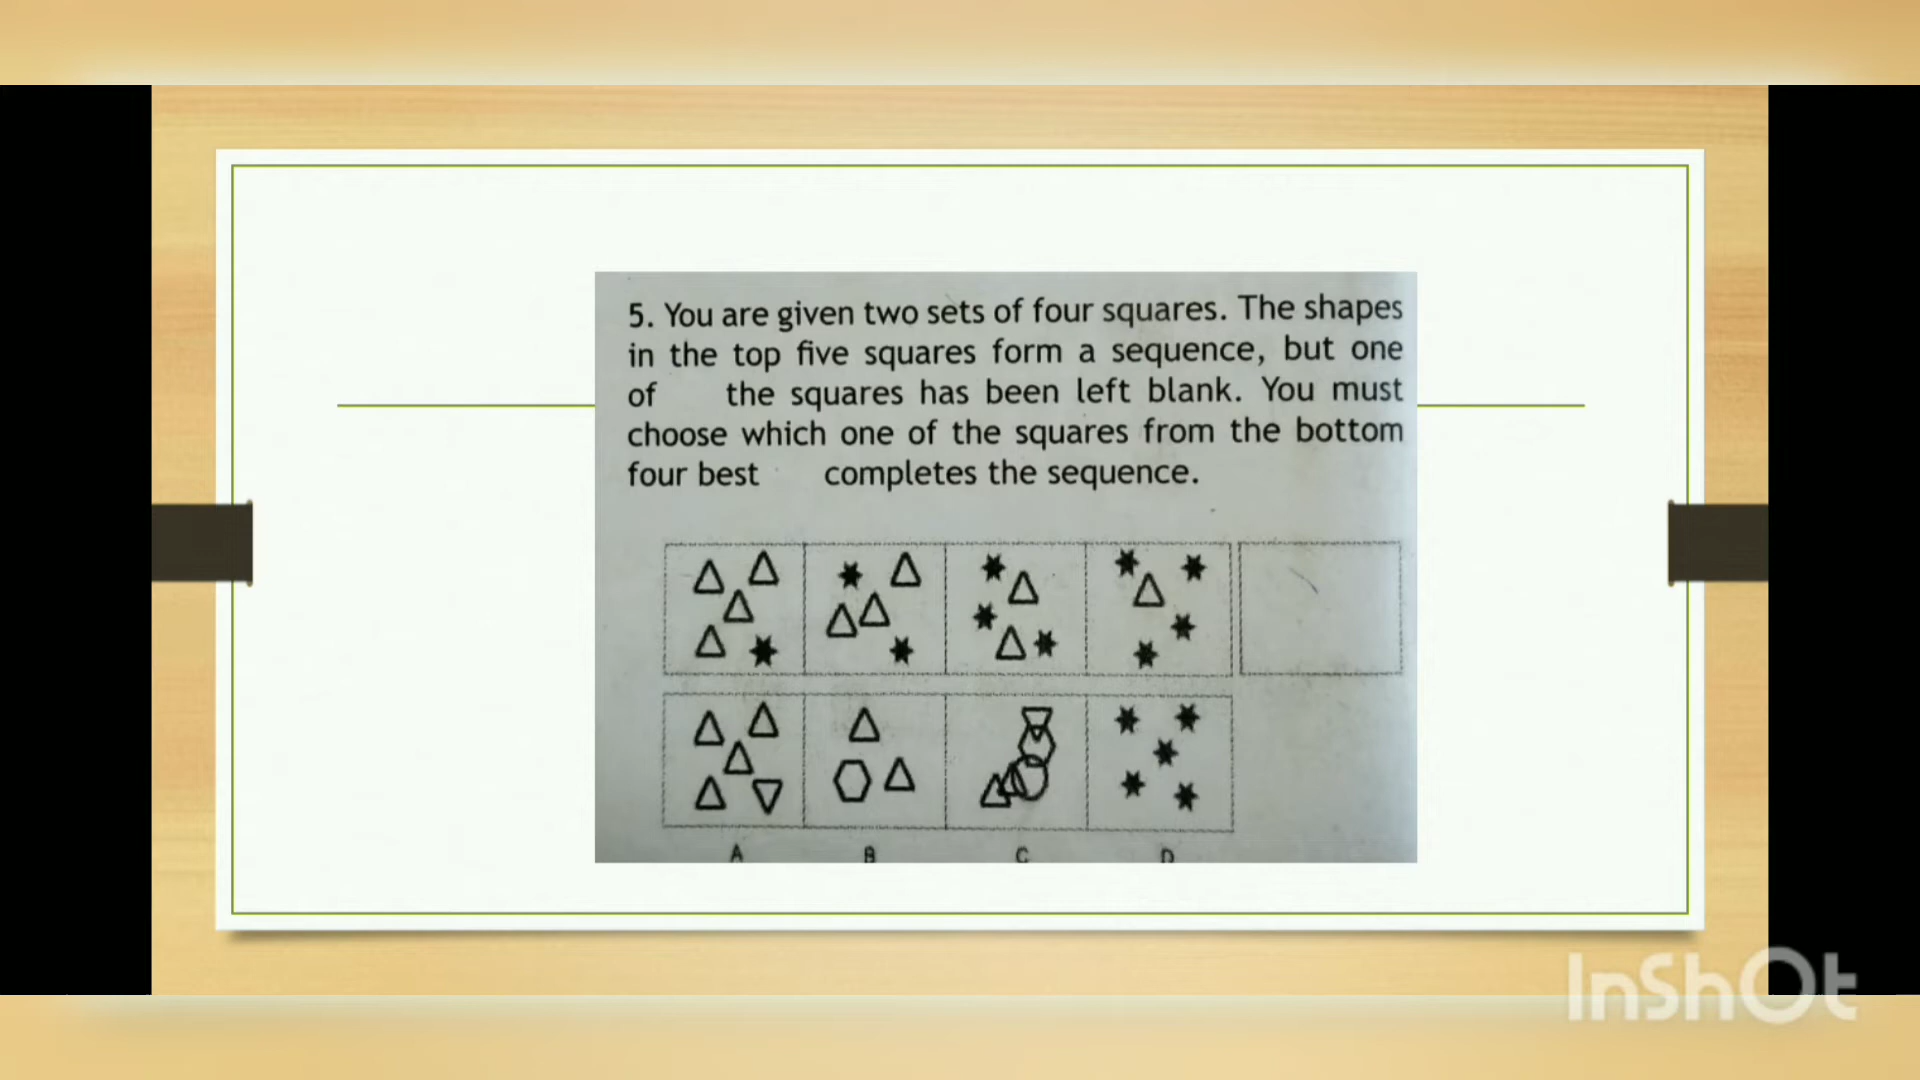 5. You are given two sets of four squares. The shapes
in the top five squares form a sequence, but one
of the squares has been left blank. You must
choose which one of the squares from the bottom
four best completes the sequence.
A B C D
InShOt